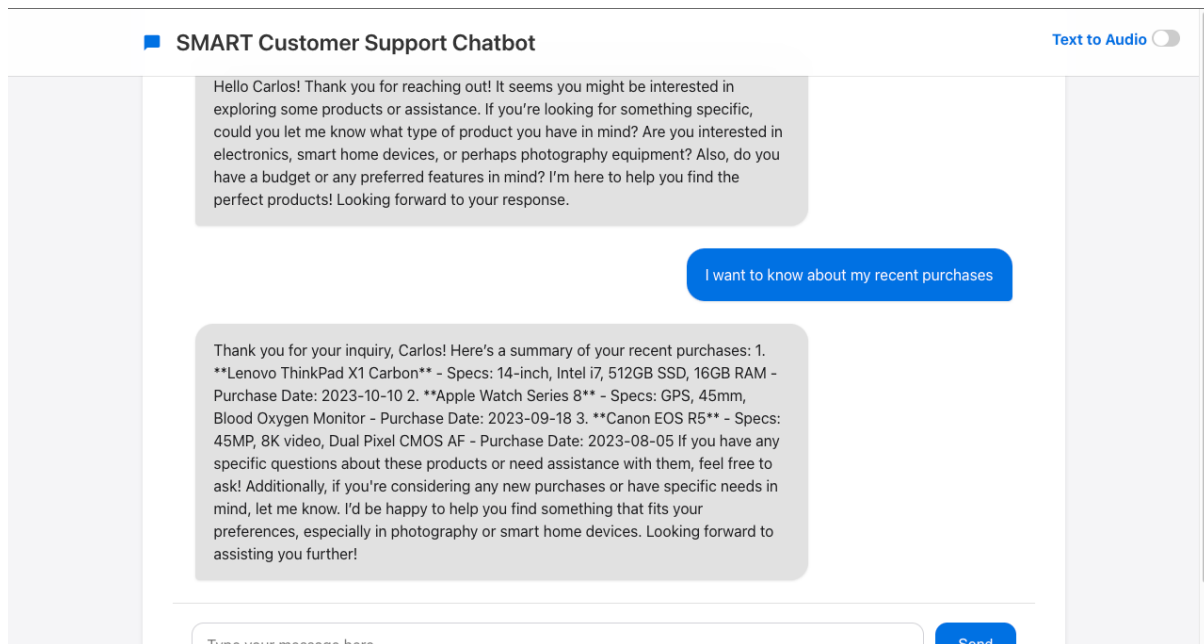 SMART Customer Support Chatbot
Text to Audio
Hello Carlos! Thank you for reaching out! It seems you might be interested in
exploring some products or assistance. If you’re looking for something specific,
could you let me know what type of product you have in mind? Are you interested in
electronics, smart home devices, or perhaps photography equipment? Also, do you
have a budget or any preferred features in mind? I’m here to help you find the
perfect products! Looking forward to your response.
I want to know about my recent purchases
Thank you for your inquiry, Carlos! Here’s a summary of your recent purchases: 1.
**Lenovo ThinkPad X1 Carbon** - Specs: 14-inch, Intel i7, 512GB SSD, 16GB RAM -
Purchase Date: 2023-10-10 2. **Apple Watch Series 8** - Specs: GPS, 45mm,
Blood Oxygen Monitor - Purchase Date: 2023-09-18 3. **Canon EOS R5** - Specs:
45MP, 8K video, Dual Pixel CMOS AF - Purchase Date: 2023-08-05 If you have any
specific questions about these products or need assistance with them, feel free to
ask! Additionally, if you're considering any new purchases or have specific needs in
mind, let me know. I’d be happy to help you find something that fits your
preferences, especially in photography or smart home devices. Looking forward to
assisting you further!
Type your message here
Send